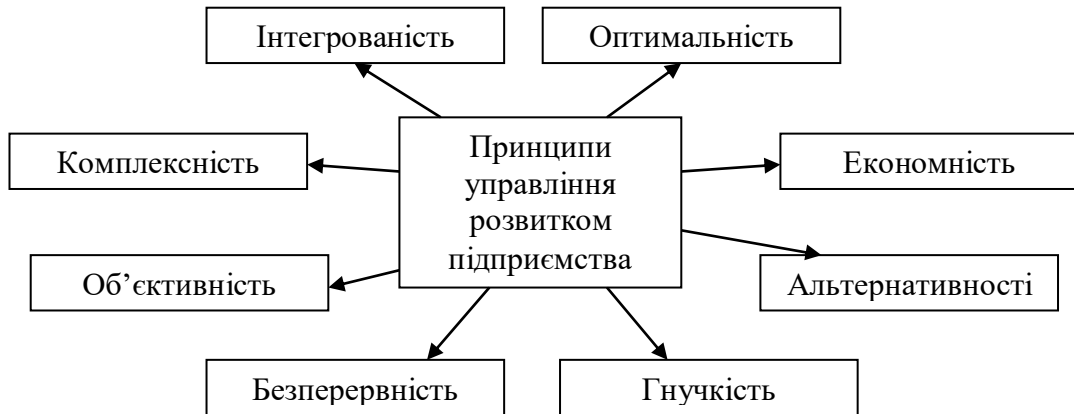 Інтегрованість
Оптимальність
Комплексність
Принципи
управління
розвитком
підприємства
Економність
Об’єктивність
Альтернативності
Безперервність
Гнучкість